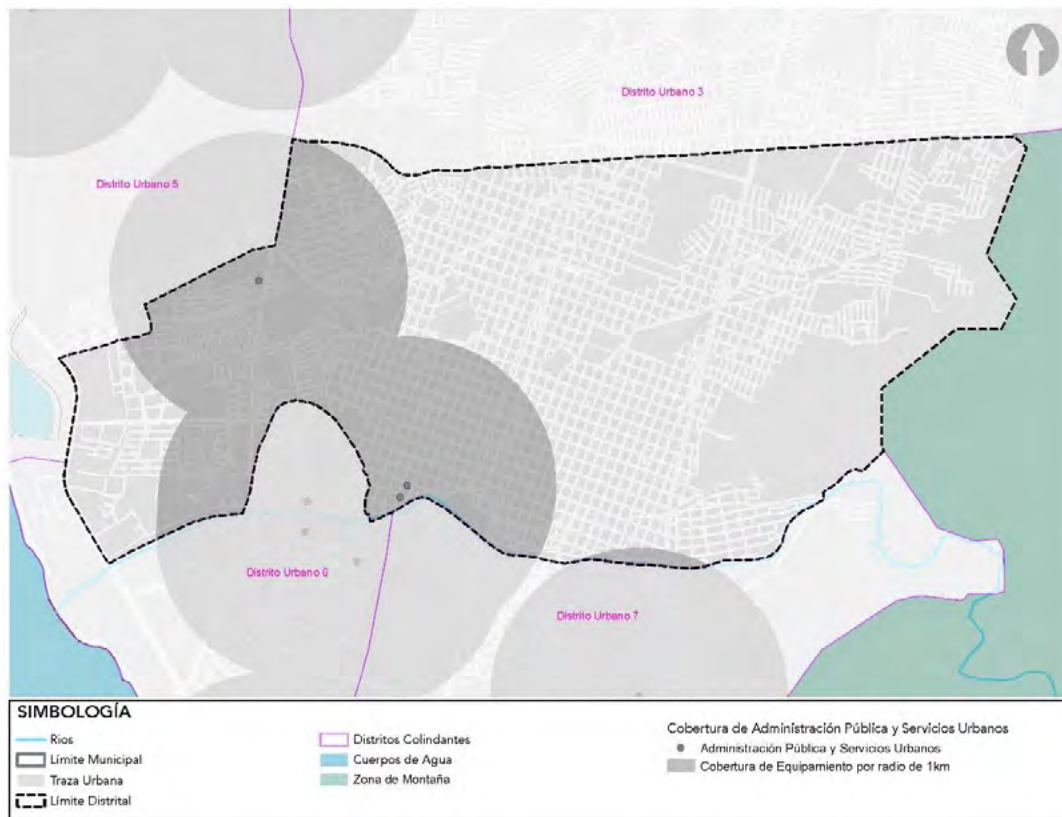 Distrito Urbano 3
Distrito Urbano 5
Distrito Urbano 6
Distrito Urbano 7
SIMBOLOGÍA
Rios
Límite Municipal
Traza Urbana
Límite Distrital
Distritos Colindantes
Cuerpos de Agua
Zona de Montaña
Cobertura de Administración Pública y Servicios Urbanos
Administración Pública y Servicios Urbanos
Cobertura de Equipamiento por radio de 1km